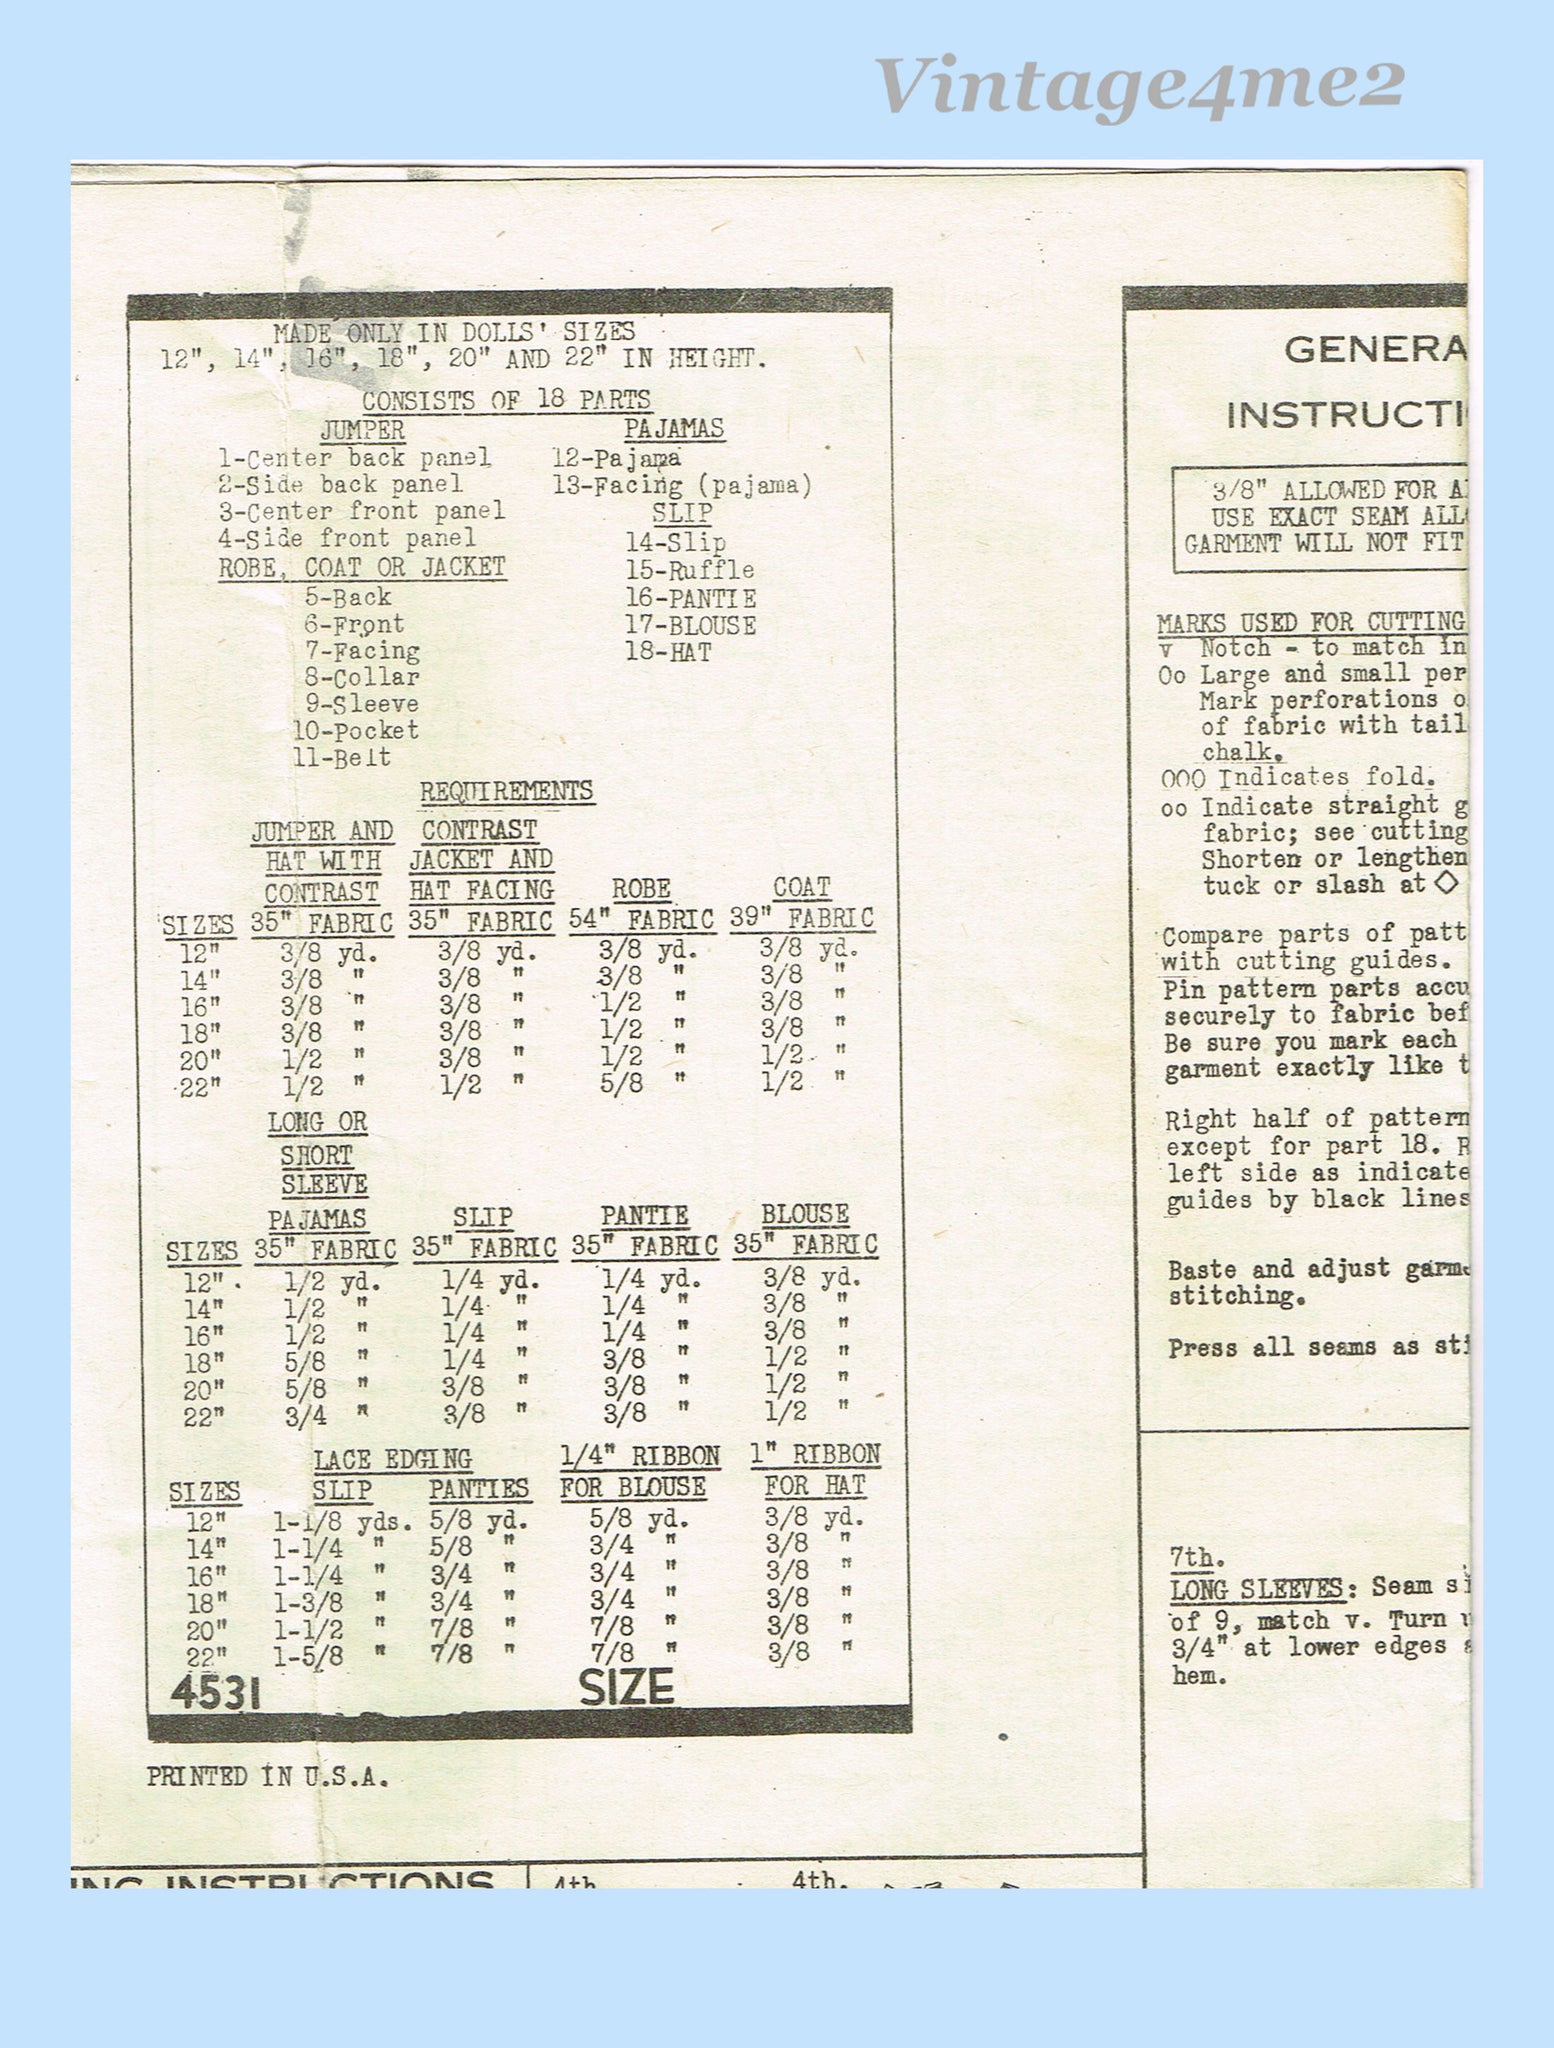 Vintage4me2
MADE ONLY IN DOLLS' SIZES
12", 14", 16", 18", 20" AND 22" IN HEIGHT.
CONSISTS OF 18 PARTS
JUMPER
1-Center back panel
2-Side back panel
3-Center front panel
4-Side front panel
ROBE, COAT OR JACKET
5-Back
6-Front
7-Facing
8-Collar
9-Sleeve
10-Pocket
11-Belt
PAJAMAS
12-Pajama
13-Facing (pajama)
SLIP
14-Slip
15-Ruffle
16-PANTIE
17-BLOUSE
18-HAT
REQUIREMENTS
JUMPER AND CONTRAST
HAT WITH JACKET AND
CONTRAST HAT FACING ROBE COAT
SIZES 35" FABRIC 35" FABRIC 54" FABRIC 39" FABRIC
12" 3/8 yd. 3/8 yd. 3/8 yd. 3/8 yd.
14" 3/8 " 3/8 " 3/8 " 3/8 "
16" 3/8 " 3/8 " 1/2 " 3/8 "
18" 3/8 " 3/8 " 1/2 " 3/8 "
20" 1/2 " 3/8 " 1/2 " 1/2 "
22" 1/2 " 1/2 " 5/8 " 1/2 "
LONG OR
SHORT
SLEEVE
PAJAMAS SLIP PANTIE BLOUSE
SIZES 35" FABRIC 35" FABRIC 35" FABRIC 35" FABRIC
12" 1/2 yd. 1/4 yd. 1/4 yd. 3/8 yd.
14" 1/2 " 1/4 " 1/4 " 3/8 "
16" 1/2 " 1/4 " 1/4 " 3/8 "
18" 5/8 " 1/4 " 3/8 " 1/2 "
20" 5/8 " 3/8 " 3/8 " 1/2 "
22" 3/4 " 3/8 " 3/8 " 1/2 "
LACE EDGING 1/4" RIBBON 1" RIBBON
SIZES SLIP PANTIES FOR BLOUSE FOR HAT
12" 1-1/8 yds. 5/8 yd. 5/8 yd. 3/8 yd.
14" 1-1/4 " 5/8 " 3/4 " 3/8 "
16" 1-1/4 " 3/4 " 3/4 " 3/8 "
18" 1-3/8 " 3/4 " 3/4 " 3/8 "
20" 1-1/2 " 7/8 " 7/8 " 3/8 "
22" 1-5/8 " 7/8 " 7/8 " 3/8 "
4531 SIZE
PRINTED IN U.S.A.
INSTRUCTIONS
4th
4th.
GENERA
INSTRUCTI
3/8" ALLOWED FOR A
USE EXACT SEAM ALL
GARMENT WILL NOT FIT
MARKS USED FOR CUTTING
v Notch - to match in
Oo Large and small per
Mark perforations o
of fabric with tail
chalk.
OOO Indicates fold.
oo Indicate straight g
fabric; see cutting
Shorten or lengthen
tuck or slash at ◇
Compare parts of patt
with cutting guides.
Pin pattern parts accu
securely to fabric bef
Be sure you mark each
garment exactly like t
Right half of pattern
except for part 18. R
left side as indicate
guides by black lines
Baste and adjust garm
stitching.
Press all seams as sti
7th.
LONG SLEEVES: Seam si
of 9, match v. Turn
3/4" at lower edges a
hem.